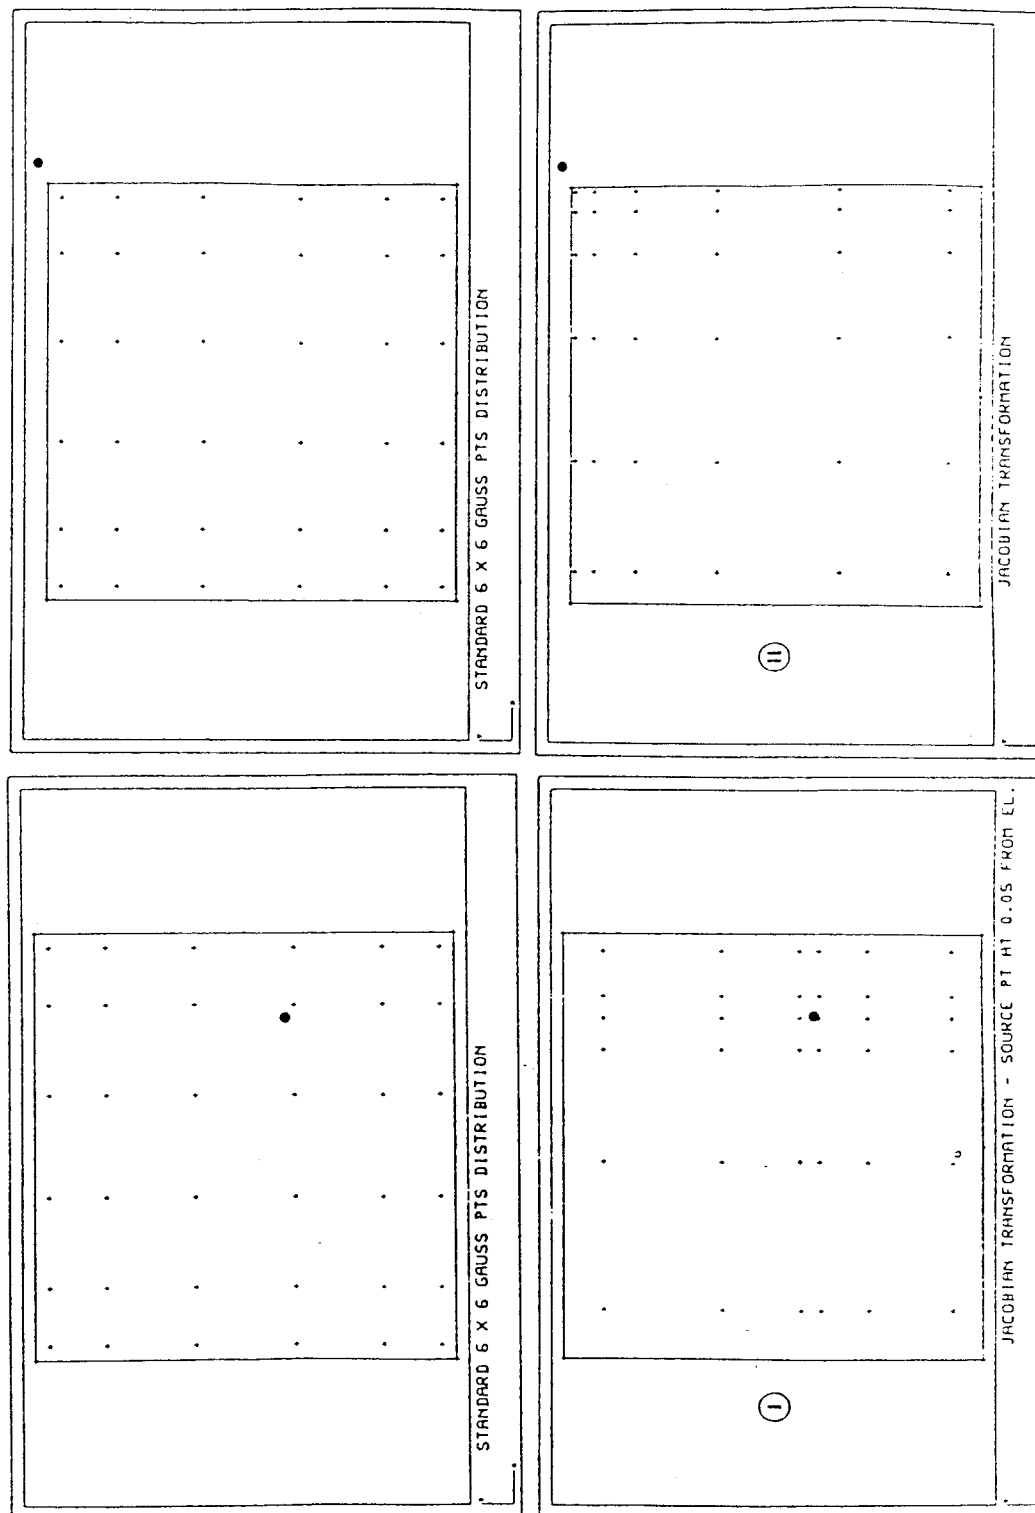 STANDARD 6 X 6 GAUSS PTS DISTRIBUTION
I
JACOBIAN TRANSFORMATION - SOURCE PT AT 0.05 FROM EL.
STANDARD 6 X 6 GAUSS PTS DISTRIBUTION
II
JACOBIAN TRANSFORMATION